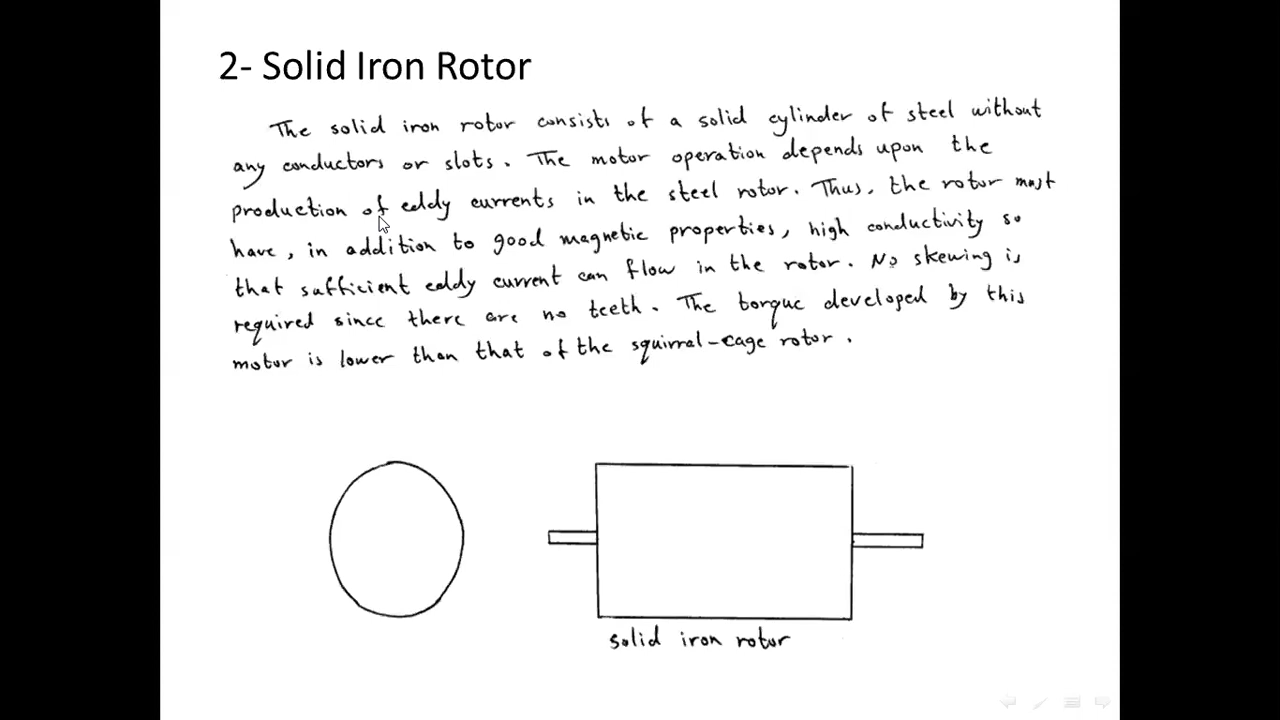 2- Solid Iron Rotor
The solid iron rotor consists of a solid cylinder of steel without
any conductors or slots. The motor operation depends upon the
production of eddy currents in the steel rotor. Thus, the rotor must
have, in addition to good magnetic properties, high conductivity so
that sufficient eddy current can flow in the rotor. No skewing is
required since there are no teeth. The torque developed by this
motor is lower than that of the squirral-cage rotor.
solid iron rotor